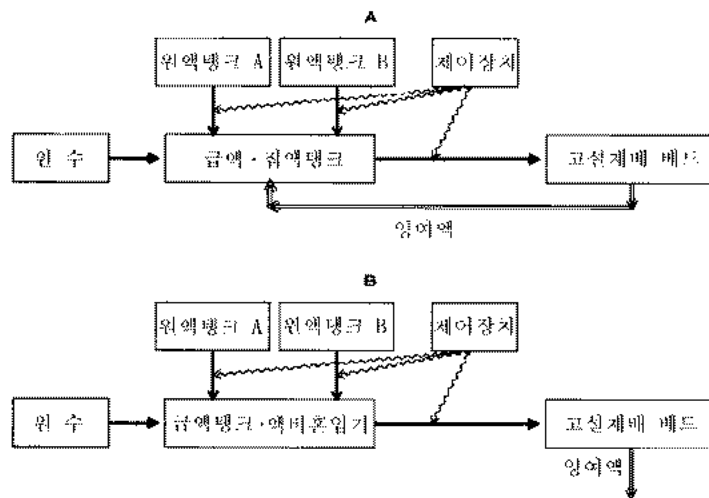 A
원액탱크 A
원액탱크 B
제어장치
원 수
급액·집액탱크
고설재배 베드
잉여액
B
원액탱크 A
원액탱크 B
제어장치
원 수
급액탱크·액비혼입기
고설재배 베드
잉여액